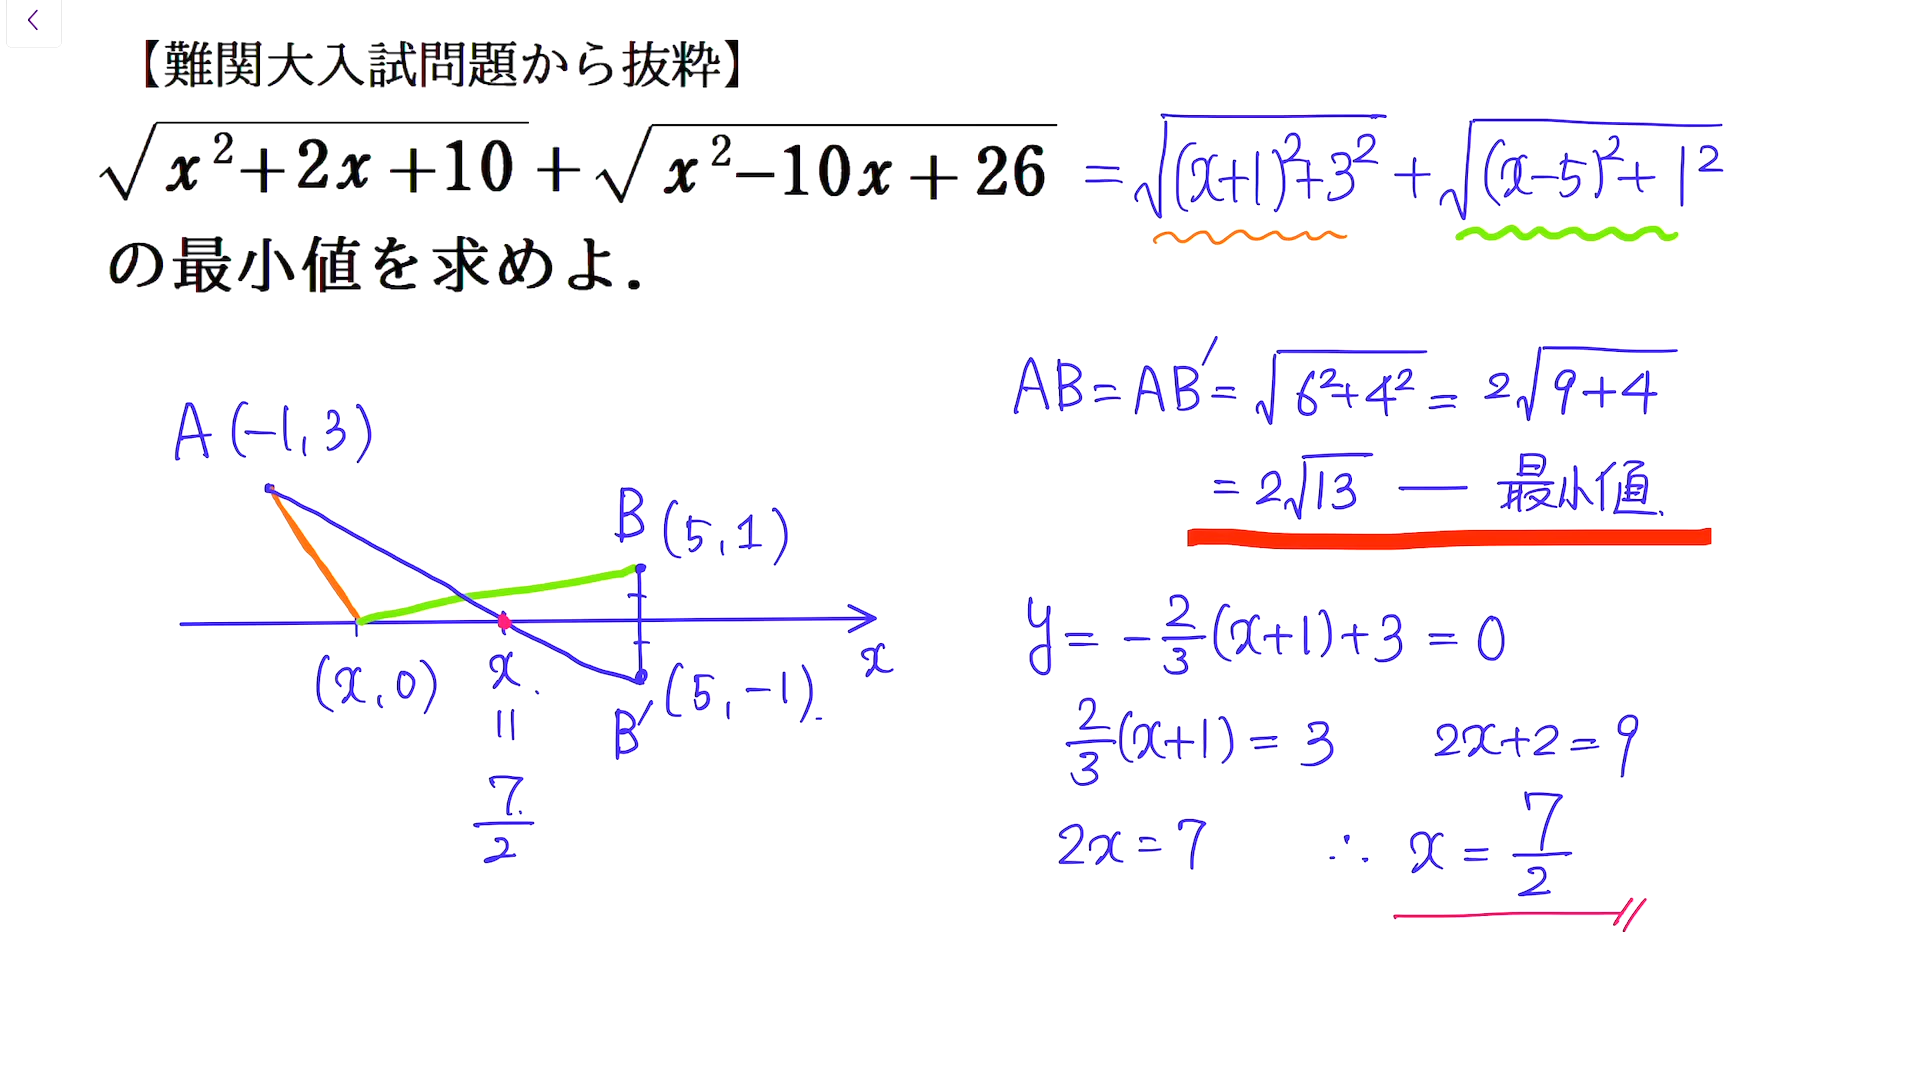 【難関大入試問題から抜粋】
√(x²+2x+10) + √(x²−10x+26) = √((x+1)²+3²) + √((x−5)²+1²)
の最小値を求めよ.
AB = AB′ = √(6²+4²) = 2√(9+4)
= 2√13 — 最小値.
A(−1,3)
B(5,1)
(x,0)
x.
=
7/2
B′(5,−1).
x
y = −2/3(x+1)+3 = 0
2/3(x+1) = 3 2x+2 = 9
2x = 7 ∴ x = 7/2